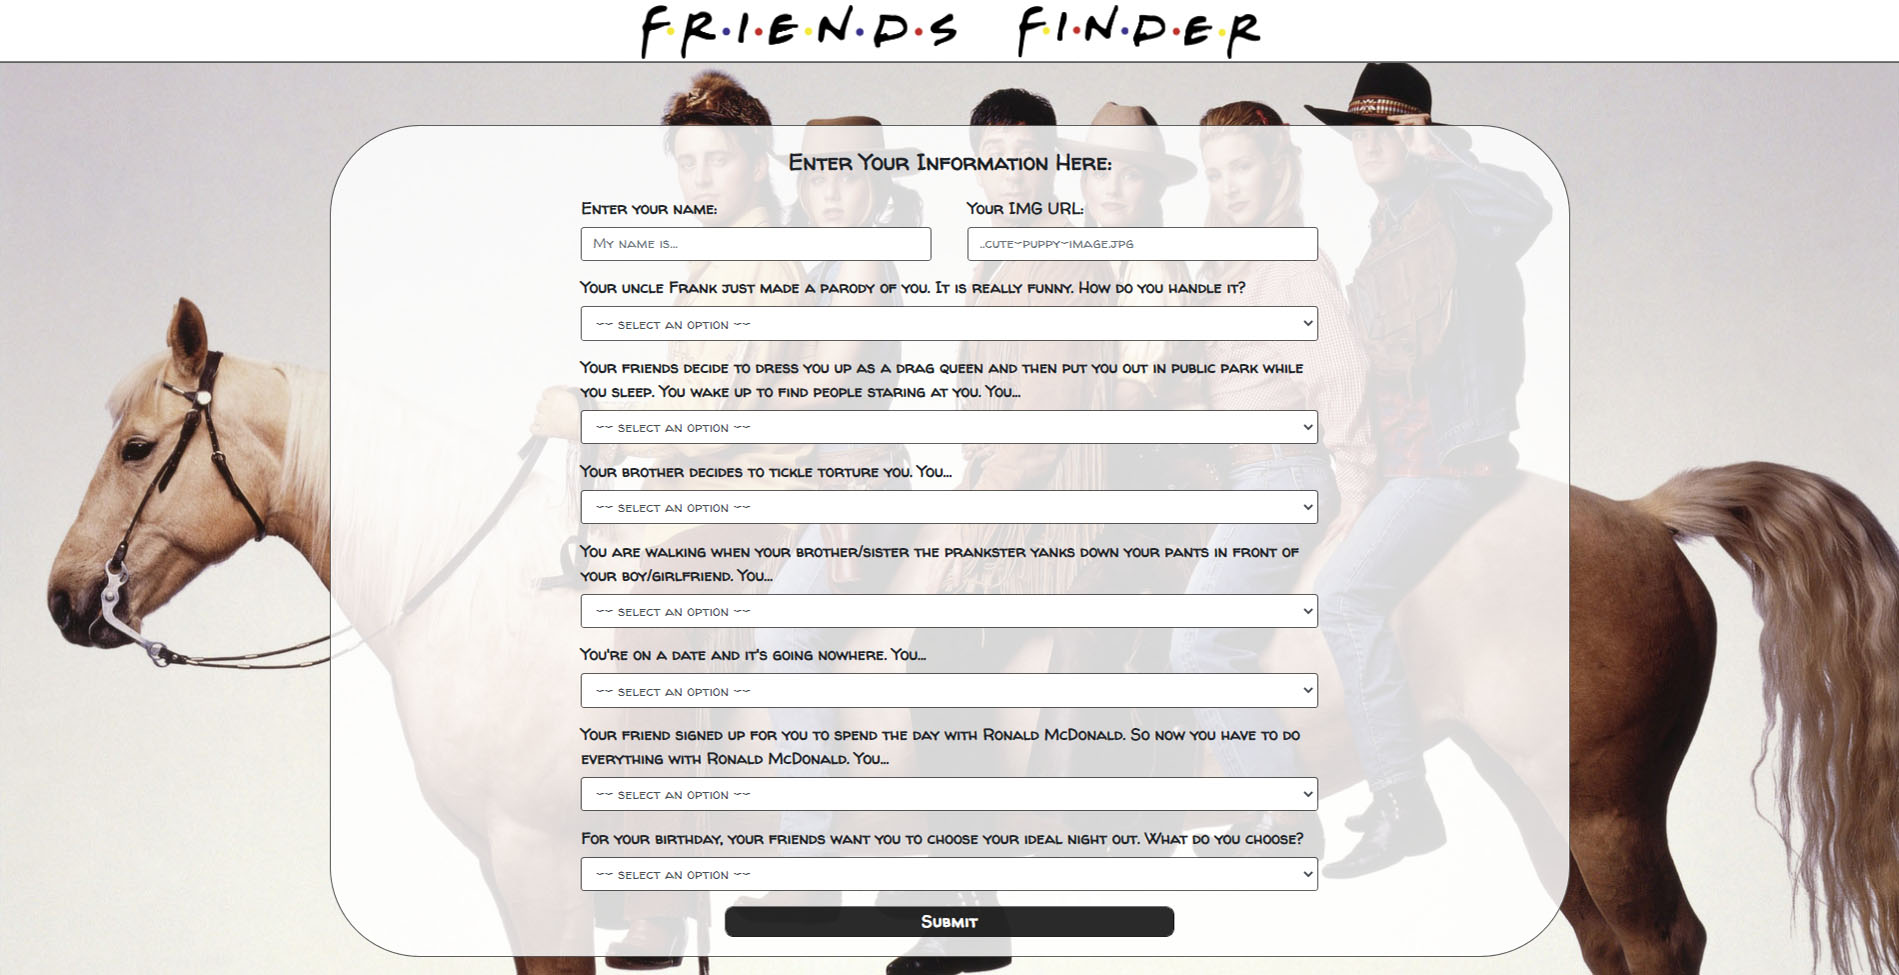 F•R•I•E•N•D•S F•I•N•D•E•R
Enter Your Information Here:
Enter your name: Your IMG URL:
My name is... ..cute-puppy-image.jpg
Your uncle Frank just made a parody of you. It is really funny. How do you handle it?
-- select an option --
Your friends decide to dress you up as a drag queen and then put you out in public park while
you sleep. You wake up to find people staring at you. You...
-- select an option --
Your brother decides to tickle torture you. You...
-- select an option --
You are walking when your brother/sister the prankster yanks down your pants in front of
your boy/girlfriend. You...
-- select an option --
You're on a date and it's going nowhere. You...
-- select an option --
Your friend signed up for you to spend the day with Ronald McDonald. So now you have to do
everything with Ronald McDonald. You...
-- select an option --
For your birthday, your friends want you to choose your ideal night out. What do you choose?
-- select an option --
Submit